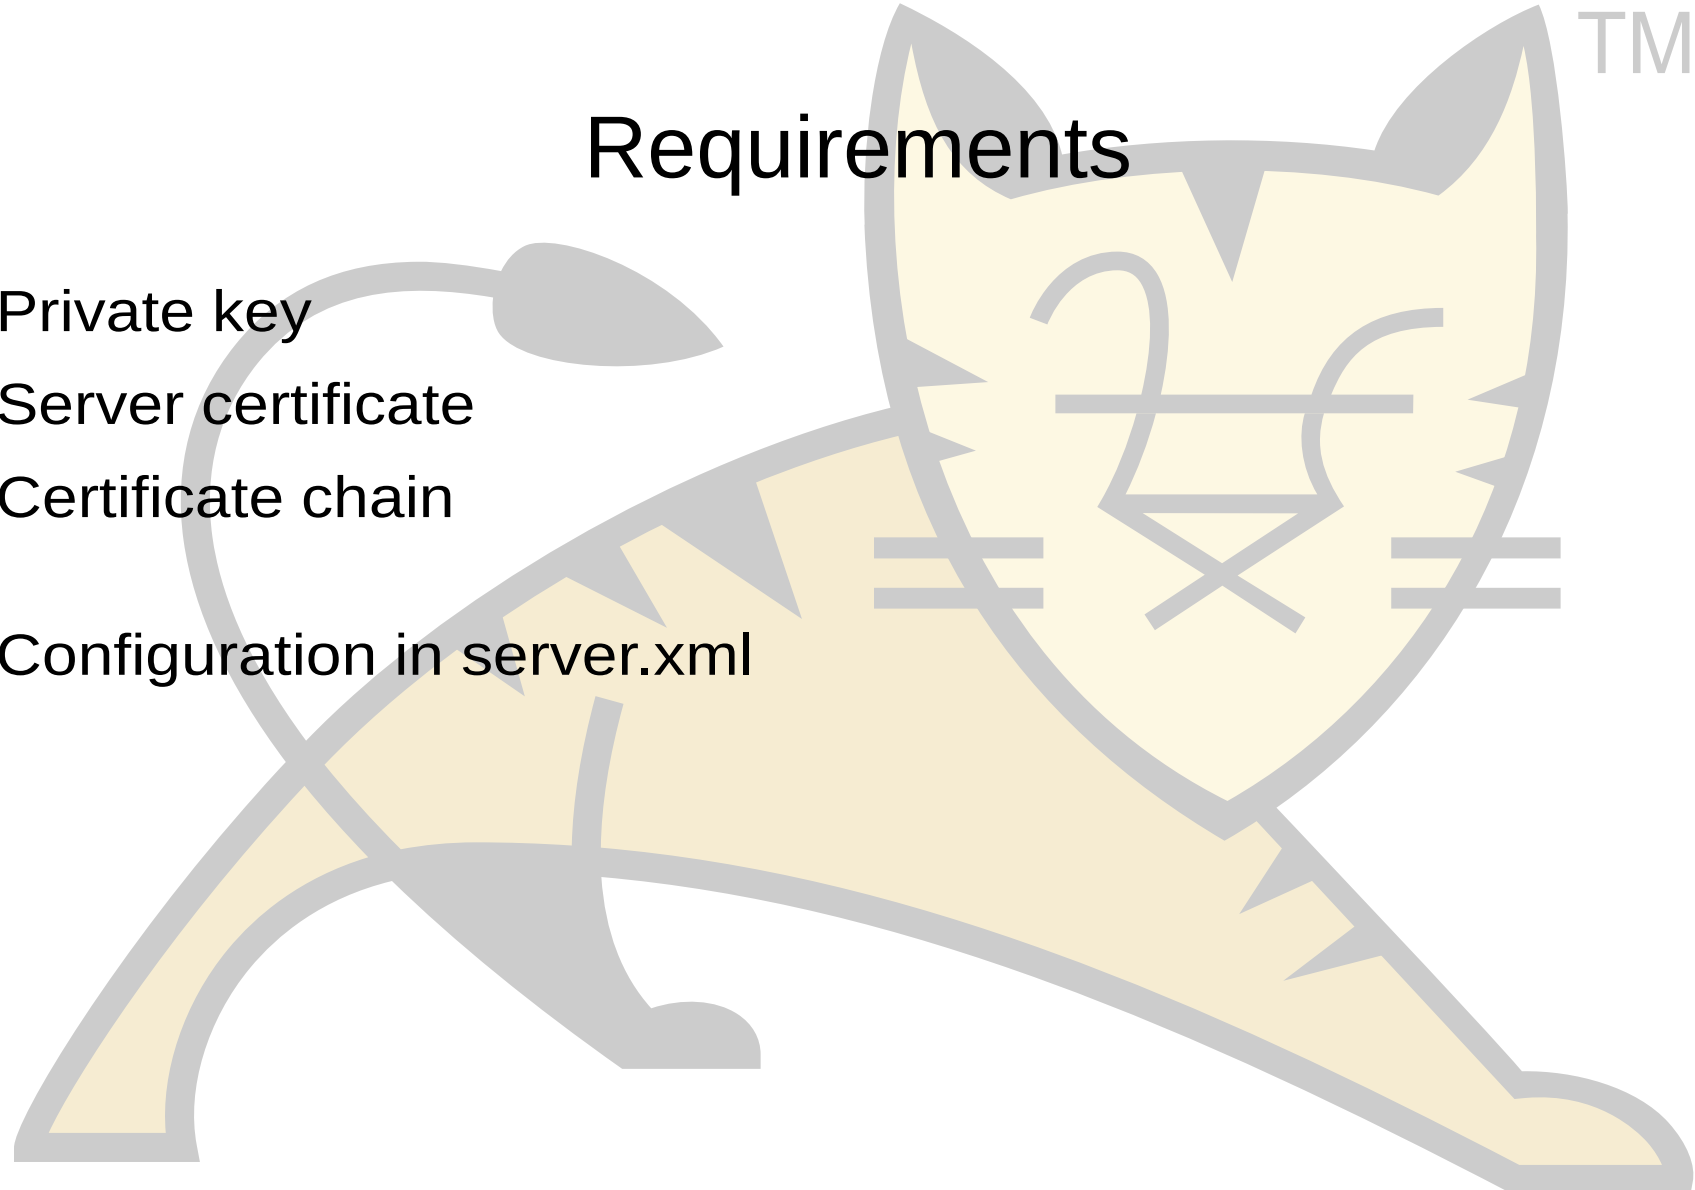 TM
Requirements
Private key
Server certificate
Certificate chain
Configuration in server.xml